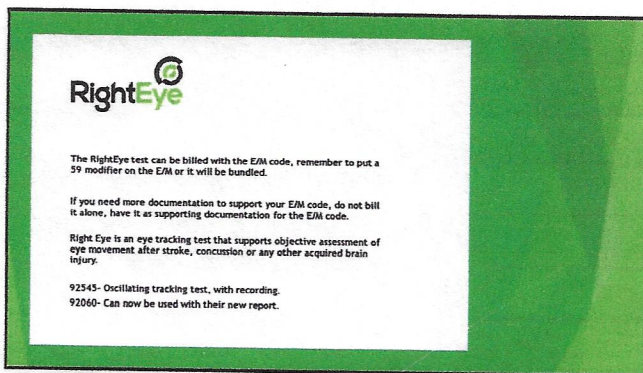 RightEye
The RightEye test can be billed with the E/M code, remember to put a
59 modifier on the E/M or it will be bundled.
If you need more documentation to support your E/M code, do not bill
it alone, have it as supporting documentation for the E/M code.
Right Eye is an eye tracking test that supports objective assessment of
eye movement after stroke, concussion or any other acquired brain
injury.
92545- Oscillating tracking test, with recording.
92060- Can now be used with their new report.